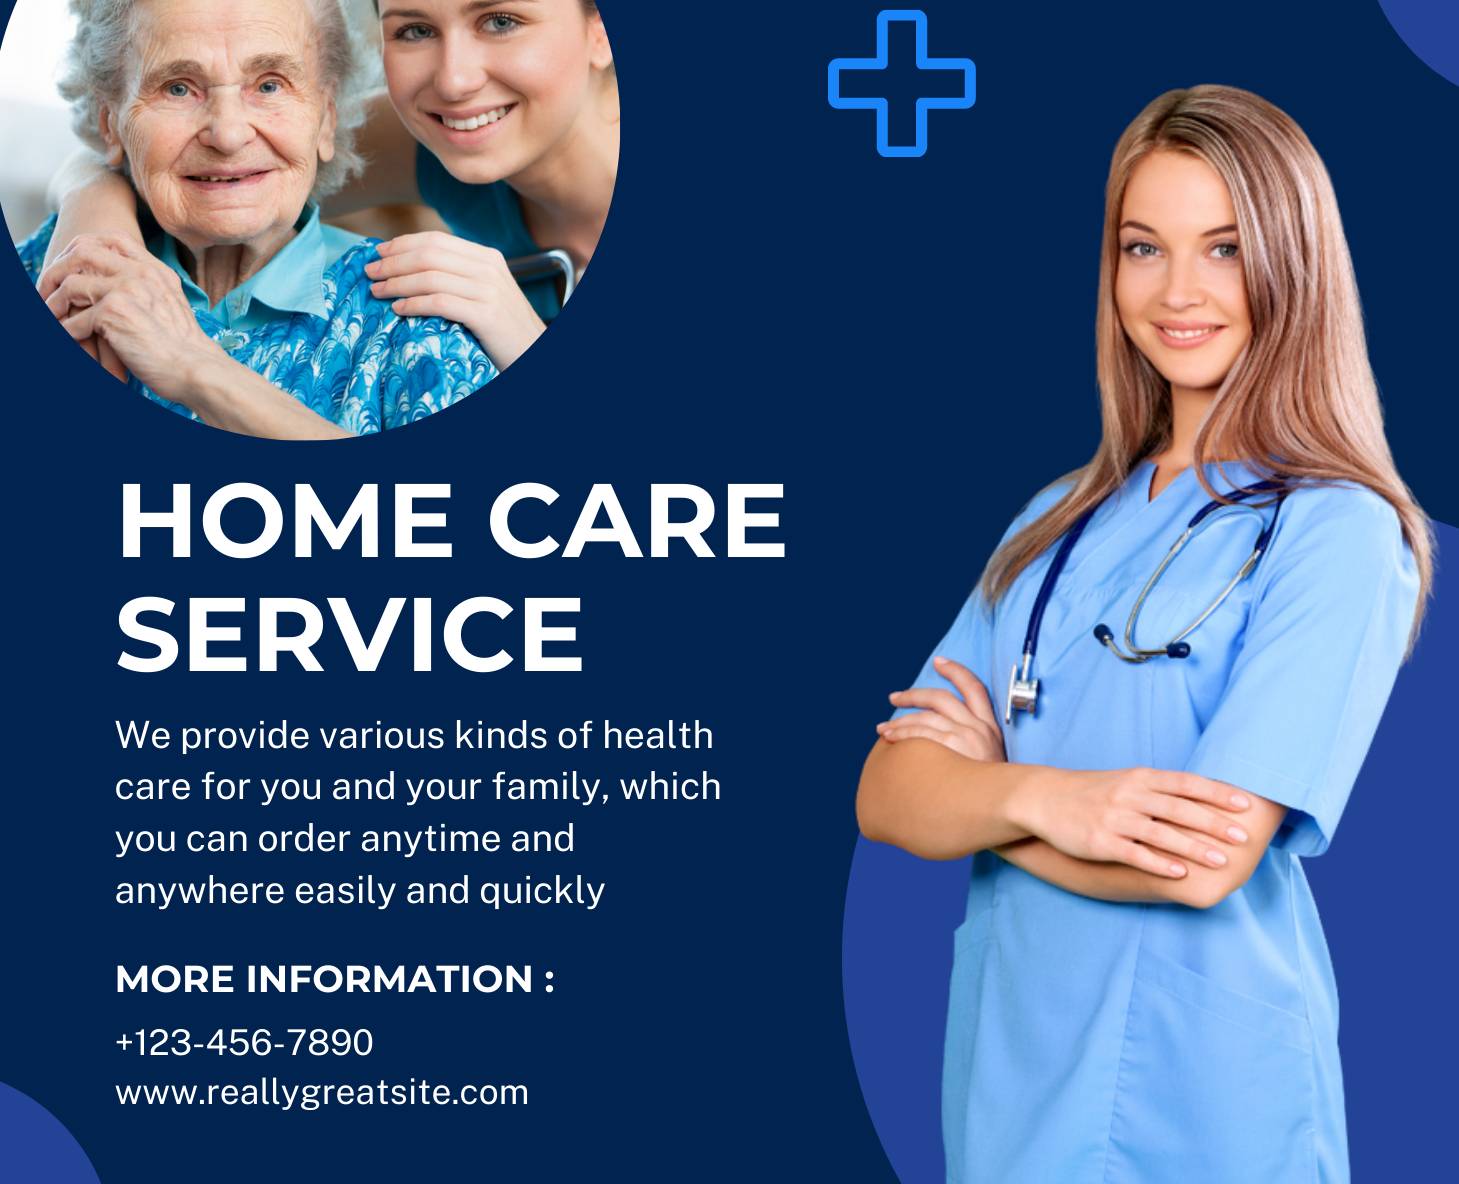 HOME CARE
SERVICE
We provide various kinds of health
care for you and your family, which
you can order anytime and
anywhere easily and quickly
MORE INFORMATION :
+123-456-7890
www.reallygreatsite.com